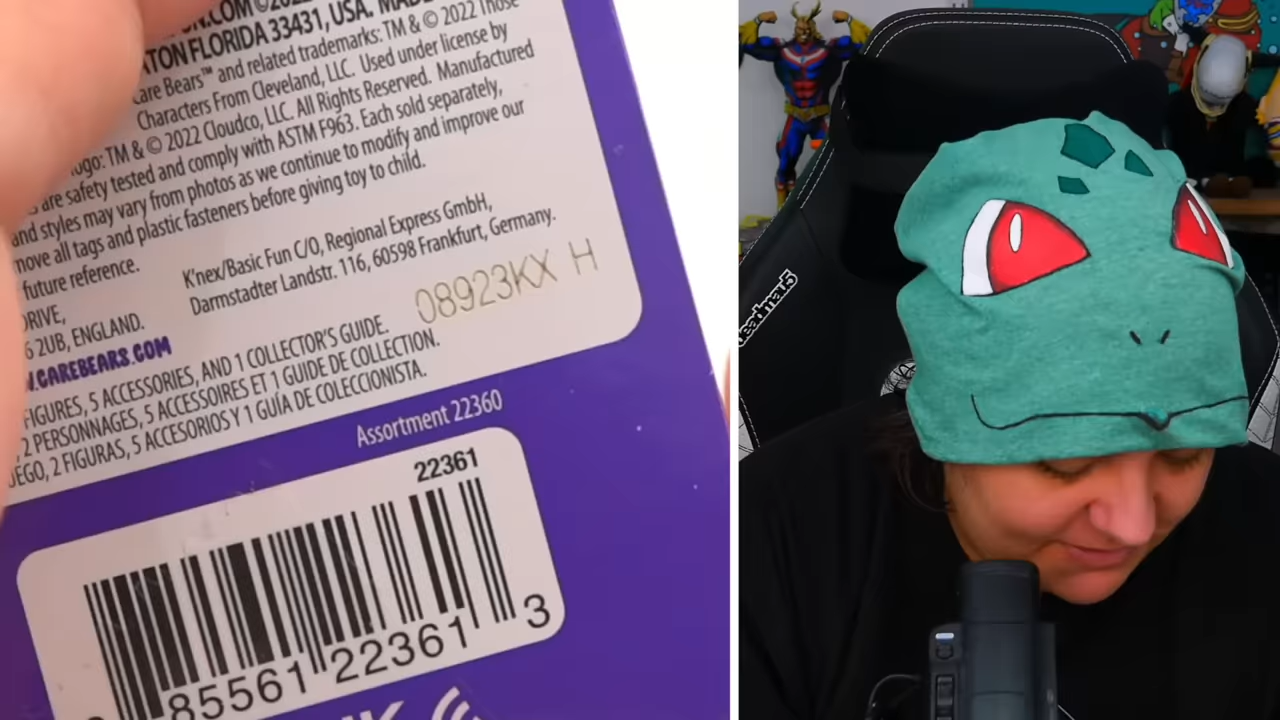 ATON FLORIDA 33431, USA.
Care Bears™ and related trademarks: TM & © 2022 Those
Characters From Cleveland, LLC. Used under license by
logo: TM & © 2022 Cloudco, LLC. All Rights Reserved. Manufactured
are safety tested and comply with ASTM F963. Each sold separately,
and styles may vary from photos as we continue to modify and improve our
move all tags and plastic fasteners before giving toy to child.
future reference.
K'nex/Basic Fun C/O, Regional Express GmbH,
Darmstadter Landstr. 116, 60598 Frankfurt, Germany.
DRIVE,
2UB, ENGLAND.
08923KX H
.CAREBEARS.COM
FIGURES, 5 ACCESSORIES, AND 1 COLLECTOR'S GUIDE.
2 PERSONNAGES, 5 ACCESSOIRES ET 1 GUIDE DE COLLECTION.
UEGO, 2 FIGURAS, 5 ACCESORIOS Y 1 GUÍA DE COLECCIONISTA.
Assortment 22360
22361
85561 22361 3
deadmau5